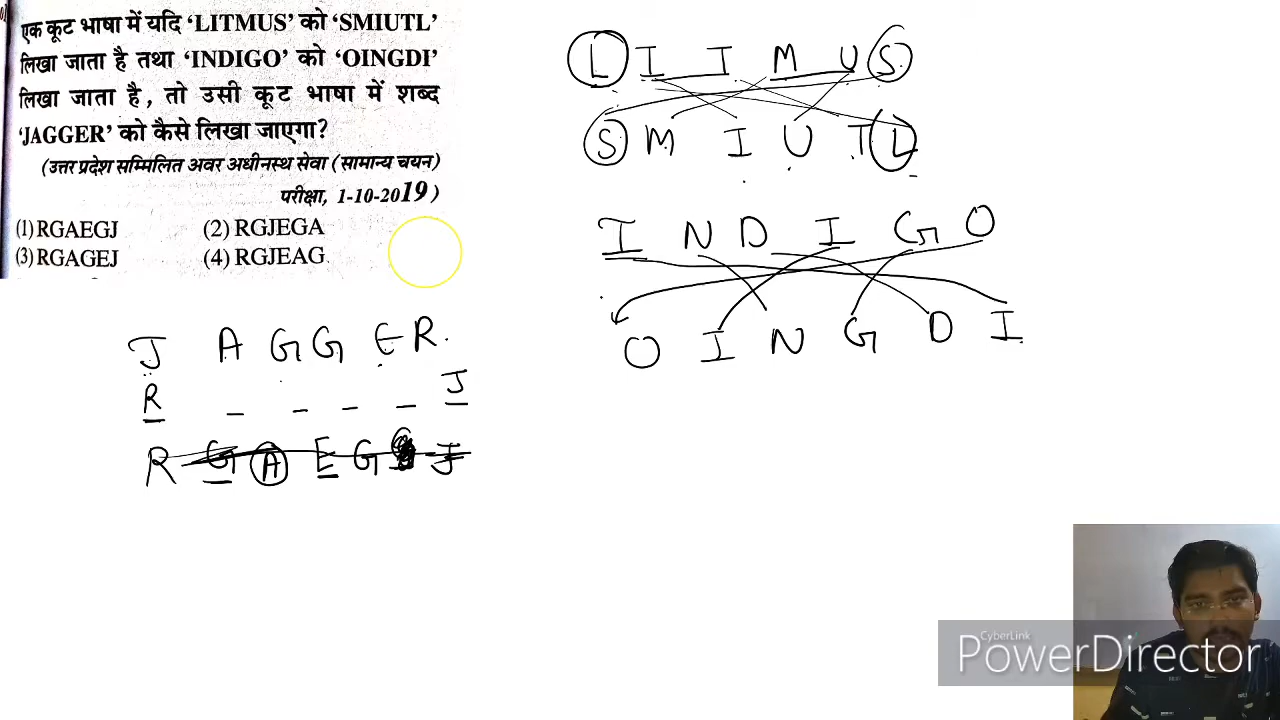 एक कूट भाषा में यदि ‘LITMUS’ को ‘SMIUTL’
लिखा जाता है तथा ‘INDIGO’ को ‘OINGDI’
लिखा जाता है, तो उसी कूट भाषा में शब्द
‘JAGGER’ को कैसे लिखा जाएगा?
(उत्तर प्रदेश सम्मिलित अवर अधीनस्थ सेवा (सामान्य चयन)
परीक्षा, 1-10-2019)
(1) RGAEGJ (2) RGJEGA
(3) RGAGEJ (4) RGJEAG
J A G G E R
R _ _ _ _ J
R G A E G J
L I T M U S
S M I U T L
I N D I G O
O I N G D I
CyberLink
PowerDirector